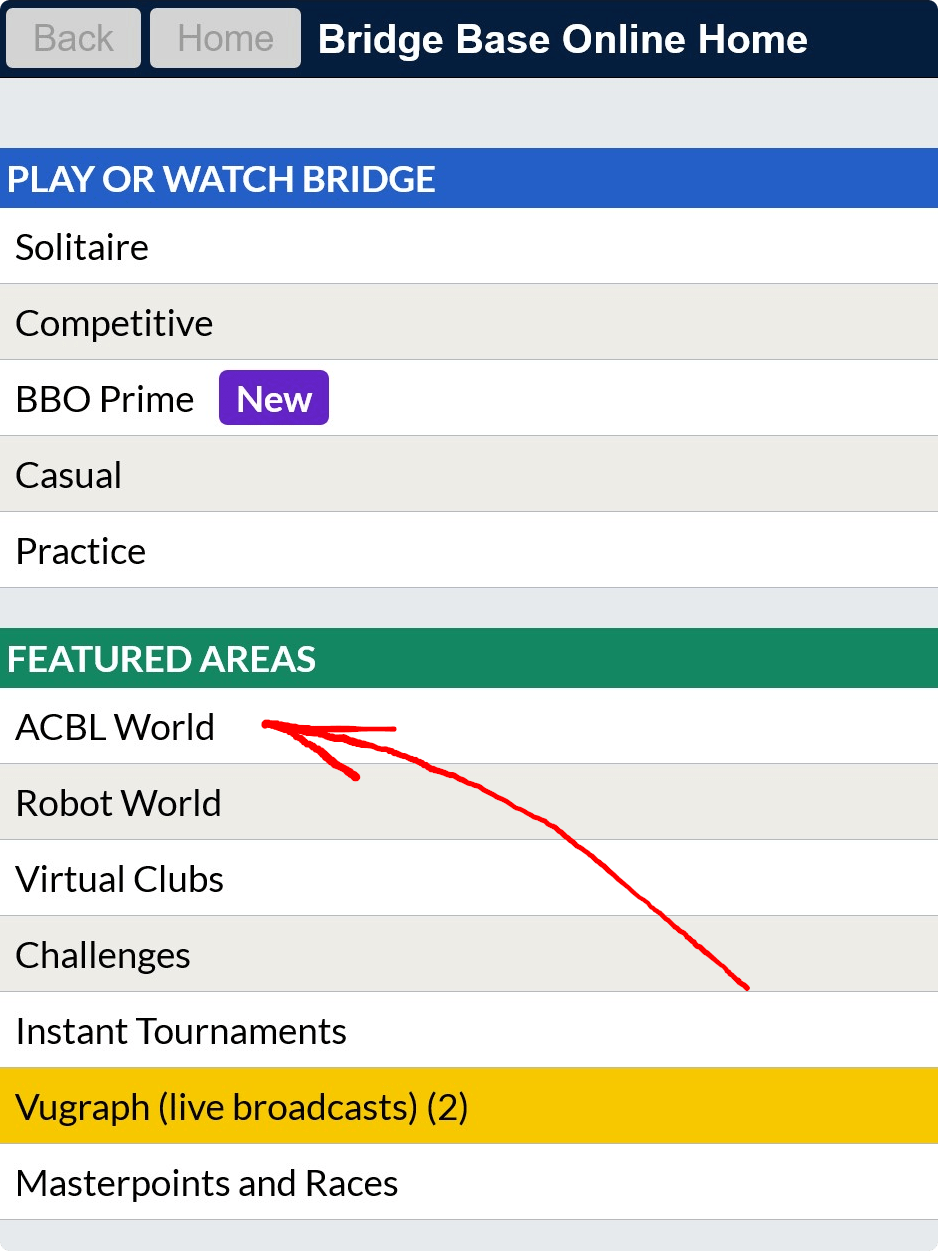 Back Home Bridge Base Online Home
PLAY OR WATCH BRIDGE
Solitaire
Competitive
BBO Prime New
Casual
Practice
FEATURED AREAS
ACBL World
Robot World
Virtual Clubs
Challenges
Instant Tournaments
Vugraph (live broadcasts) (2)
Masterpoints and Races